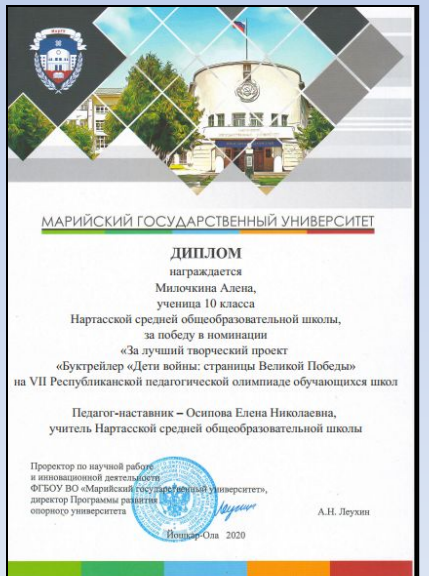 МАРИЙСКИЙ ГОСУДАРСТВЕННЫЙ УНИВЕРСИТЕТ
ДИПЛОМ
награждается
Милочкина Алена,
ученица 10 класса
Нартасской средней общеобразовательной школы,
за победу в номинации
«За лучший творческий проект
«Буктрейлер «Дети войны: страницы Великой Победы»
на VII Республиканской педагогической олимпиаде обучающихся школ
Педагог-наставник – Осипова Елена Николаевна,
учитель Нартасской средней общеобразовательной школы
Проректор по научной работе
и инновационной деятельности
ФГБОУ ВО «Марийский государственный университет»,
директор Программы развития
опорного университета
А.Н. Леухин
Йошкар-Ола 2020